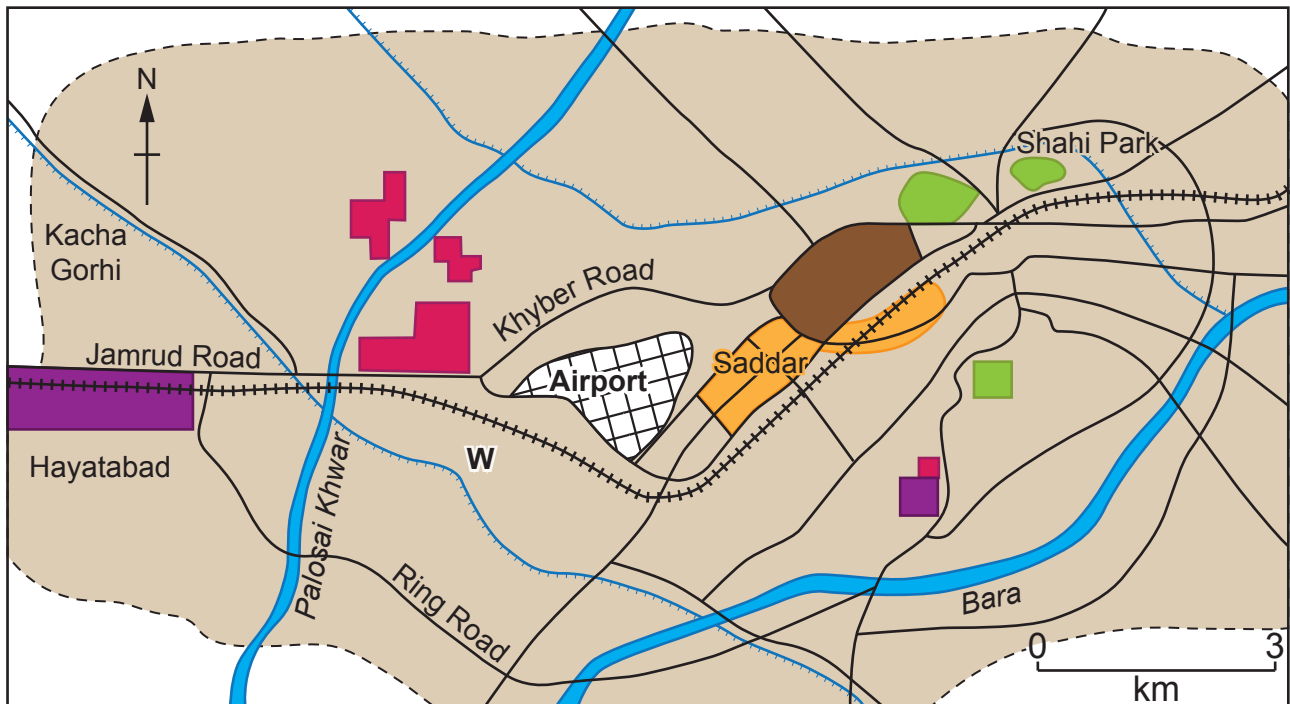 N
Shahi Park
Kacha
Gorhi
Khyber Road
Jamrud Road
Airport
Saddar
W
Hayatabad
Palosai Khwar
Ring Road
Bara
0 3
km